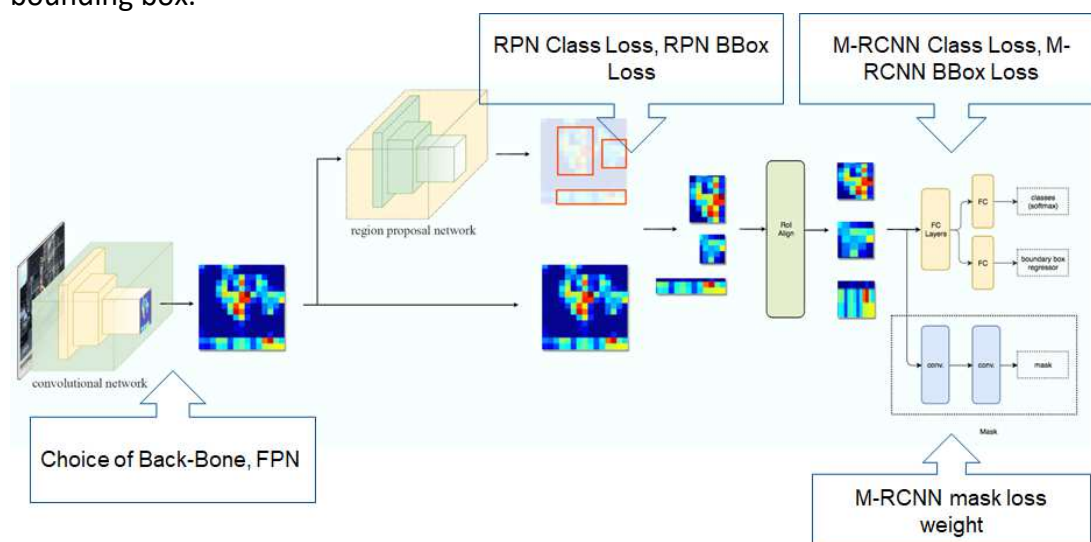 bounding box.
RPN Class Loss, RPN BBox
Loss
M-RCNN Class Loss, M-
RCNN BBox Loss
region proposal network
RoI
Align
FC
Layers
FC
classes
(softmax)
FC
boundary box
regressor
convolutional network
conv.
conv.
mask
Mask
Choice of Back-Bone, FPN
M-RCNN mask loss
weight